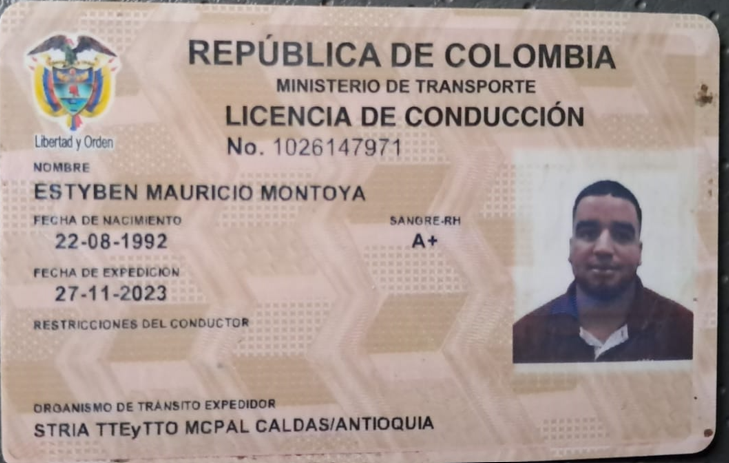 REPÚBLICA DE COLOMBIA
MINISTERIO DE TRANSPORTE
LICENCIA DE CONDUCCIÓN
No. 1026147971
Libertad y Orden
NOMBRE
ESTYBEN MAURICIO MONTOYA
FECHA DE NACIMIENTO
22-08-1992
SANGRE-RH
A+
FECHA DE EXPEDICIÓN
27-11-2023
RESTRICCIONES DEL CONDUCTOR
ORGANISMO DE TRÁNSITO EXPEDIDOR
STRIA TTEyTTO MCPAL CALDAS/ANTIOQUIA